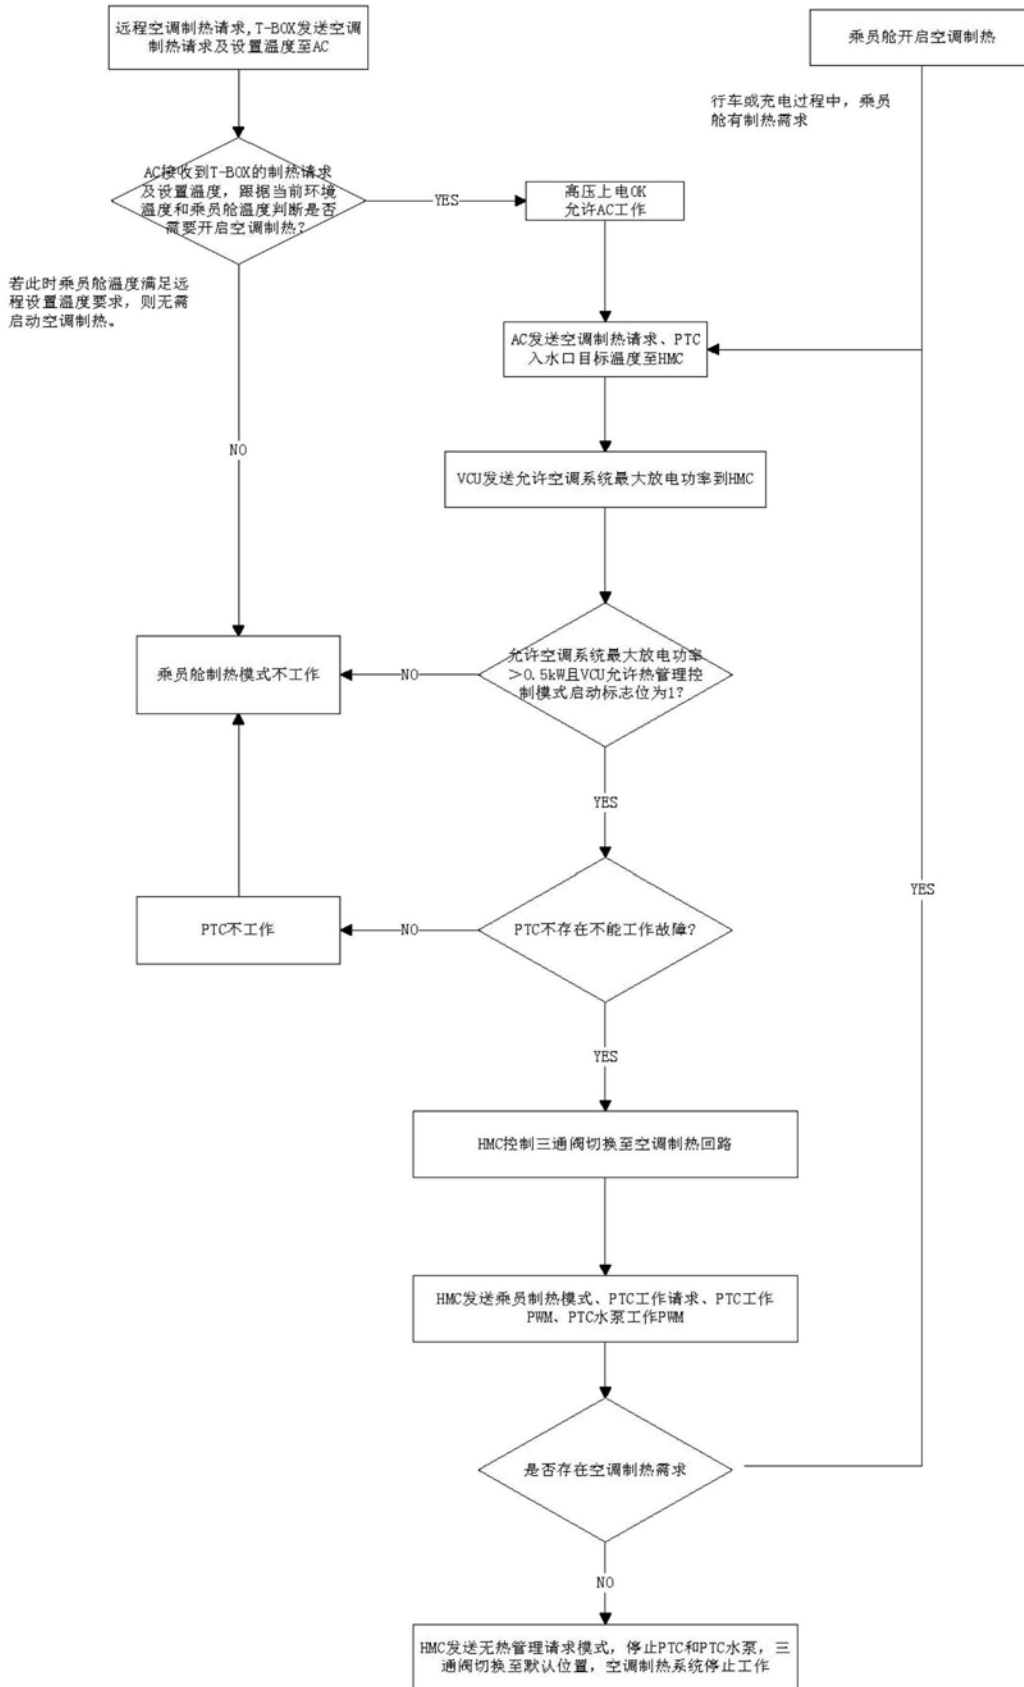 远程空调制热请求,T-BOX发送空调
制热请求及设置温度至AC
乘员舱开启空调制热
行车或充电过程中，乘员
舱有制热需求
AC接收到T-BOX的制热请求
及设置温度，跟据当前环境
温度和乘员舱温度判断是否
需要开启空调制热?
YES
高压上电OK
允许AC工作
若此时乘员舱温度满足远
程设置温度要求，则无需
启动空调制热。
AC发送空调制热请求、PTC
入水口目标温度至HMC
NO
VCU发送允许空调系统最大放电功率到HMC
允许空调系统最大放电功率
＞0.5kW且VCU允许热管理控
制模式启动标志位为1?
NO
乘员舱制热模式不工作
YES
YES
PTC不存在不能工作故障?
NO
PTC不工作
YES
HMC控制三通阀切换至空调制热回路
HMC发送乘员制热模式、PTC工作请求、PTC工作
PWM、PTC水泵工作PWM
是否存在空调制热需求
NO
HMC发送无热管理请求模式，停止PTC和PTC水泵，三
通阀切换至默认位置，空调制热系统停止工作